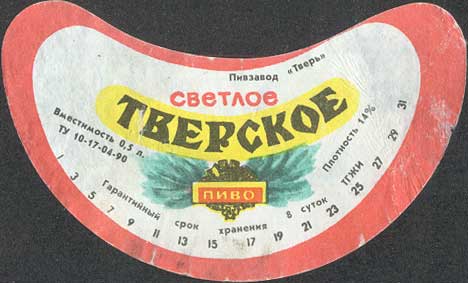 Пивзавод „Тверь"
светлое
ТВЕРСКОЕ
ПИВО
Вместимость 0,5 л.
ТУ 10-17-04-90
Плотность 14%
ТГЖИ
Гарантийный срок хранения 8 суток
1 3 5 7 9 11 13 15 17 19 21 23 25 27 29 31